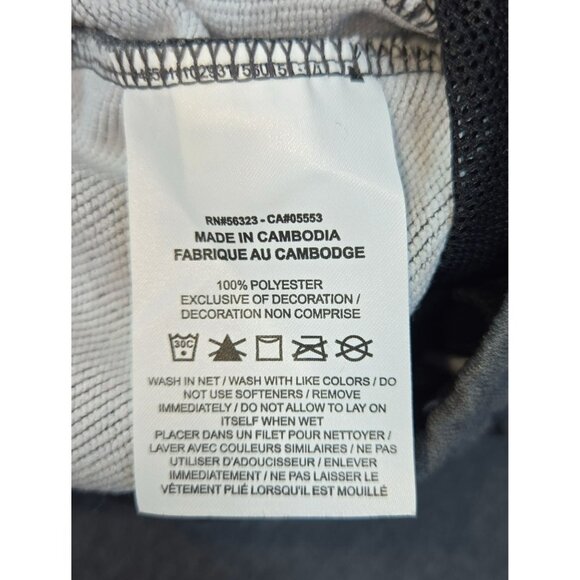 RN#56323 - CA#05553
MADE IN CAMBODIA
FABRIQUE AU CAMBODGE
100% POLYESTER
EXCLUSIVE OF DECORATION /
DECORATION NON COMPRISE
30C
WASH IN NET / WASH WITH LIKE COLORS / DO
NOT USE SOFTENERS / REMOVE
IMMEDIATELY / DO NOT ALLOW TO LAY ON
ITSELF WHEN WET
PLACER DANS UN FILET POUR NETTOYER /
LAVER AVEC COULEURS SIMILAIRES / NE PAS
UTILISER D'ADOUCISSEUR / ENLEVER
IMMÉDIATEMENT / NE PAS LAISSER LE
VÊTEMENT PLIÉ LORSQU'IL EST MOUILLÉ